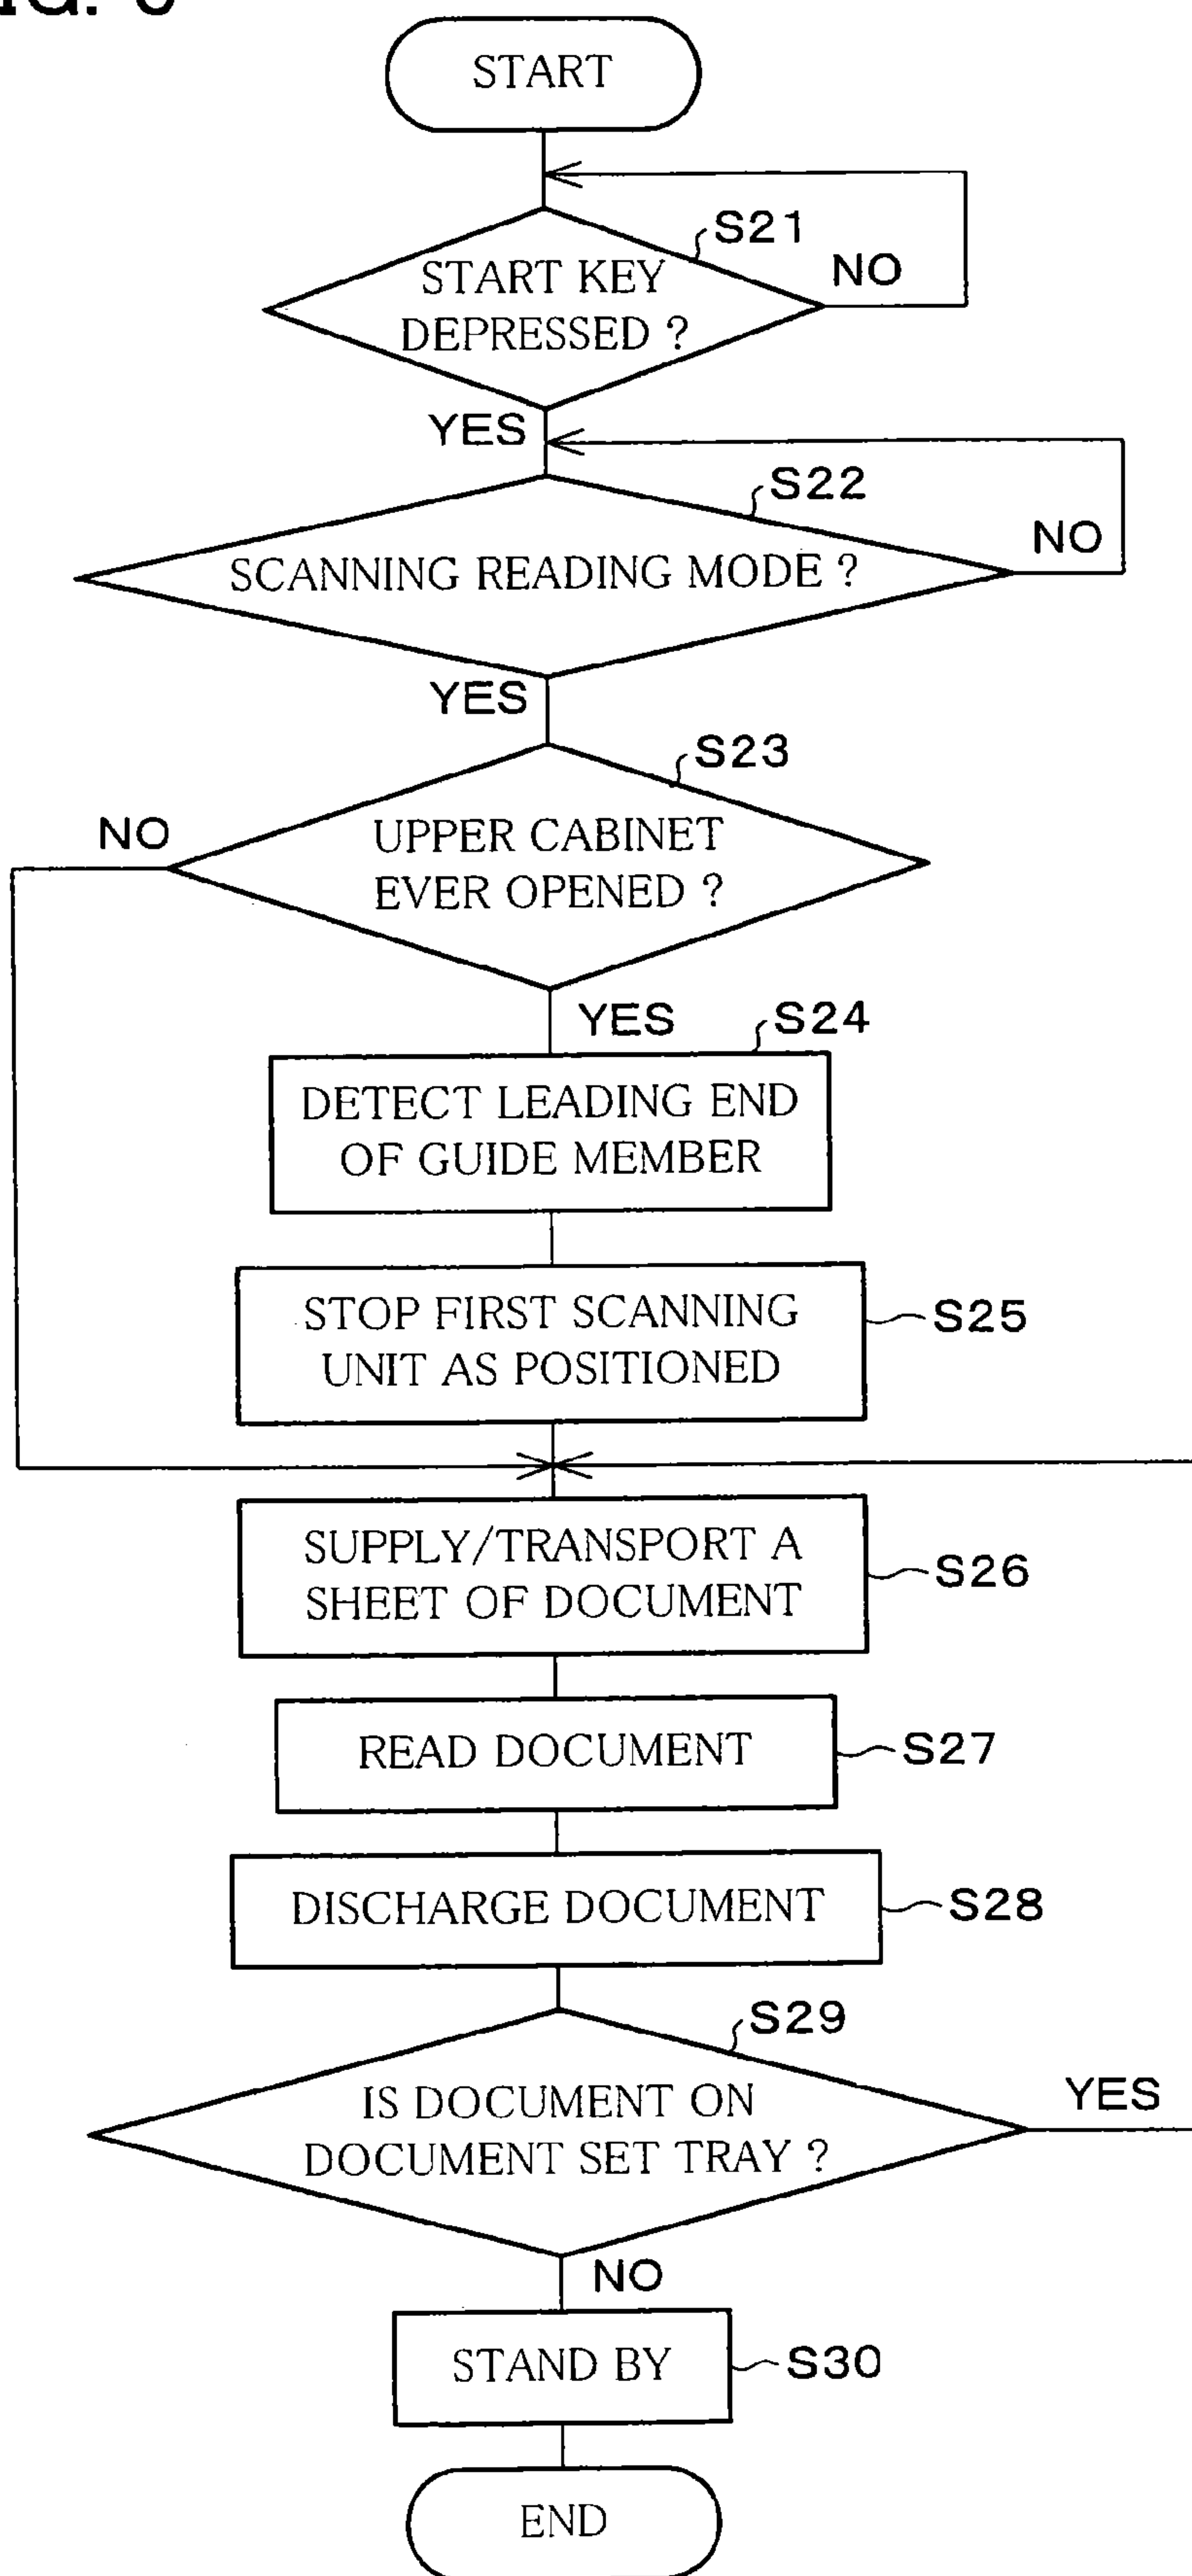 START
S21
START KEY
DEPRESSED ?
NO
YES
S22
SCANNING READING MODE ?
NO
YES
S23
UPPER CABINET
EVER OPENED ?
NO
YES
S24
DETECT LEADING END
OF GUIDE MEMBER
STOP FIRST SCANNING
UNIT AS POSITIONED
S25
SUPPLY/TRANSPORT A
SHEET OF DOCUMENT
S26
READ DOCUMENT
S27
DISCHARGE DOCUMENT
S28
S29
IS DOCUMENT ON
DOCUMENT SET TRAY ?
YES
NO
STAND BY
S30
END